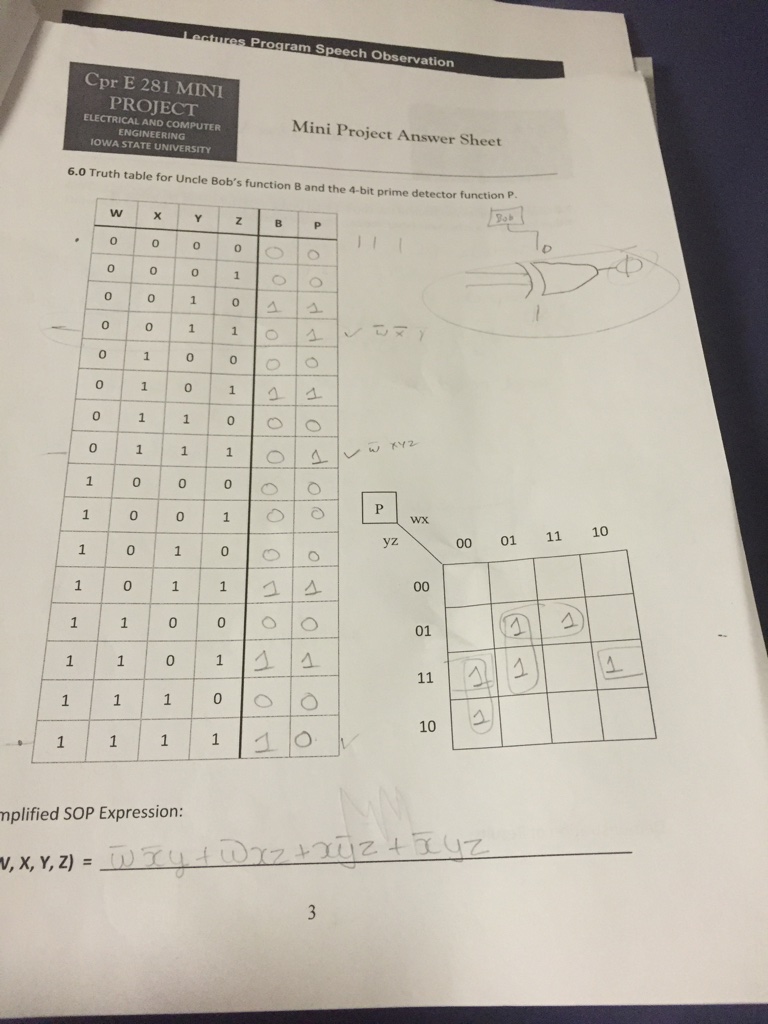 Lectures Program Speech Observation
Cpr E 281 MINI
PROJECT
ELECTRICAL AND COMPUTER
ENGINEERING
IOWA STATE UNIVERSITY
Mini Project Answer Sheet
6.0 Truth table for Uncle Bob's function B and the 4-bit prime detector function P.
Bob
W X Y Z B P
0 0 0 0 0 0
0 0 0 1 0 0
0 0 1 0 1 1
0 0 1 1 0 1 ✓ w̅ x̅ y
0 1 0 0 0 0
0 1 0 1 1 1
0 1 1 0 0 0
0 1 1 1 0 1 ✓ w̅ xyz
1 0 0 0 0 0
1 0 0 1 0 0
1 0 1 0 0 0
1 0 1 1 1 1
1 1 0 0 0 0
1 1 0 1 1 1
1 1 1 0 0 0
1 1 1 1 1 0 ✓
P
wx
yz
00 01 11 10
00
01 1 1
11 1 1 1
10 1
mplified SOP Expression:
W, X, Y, Z) = w̅x̅y + w̅xz + xy̅z + x̅yz
3